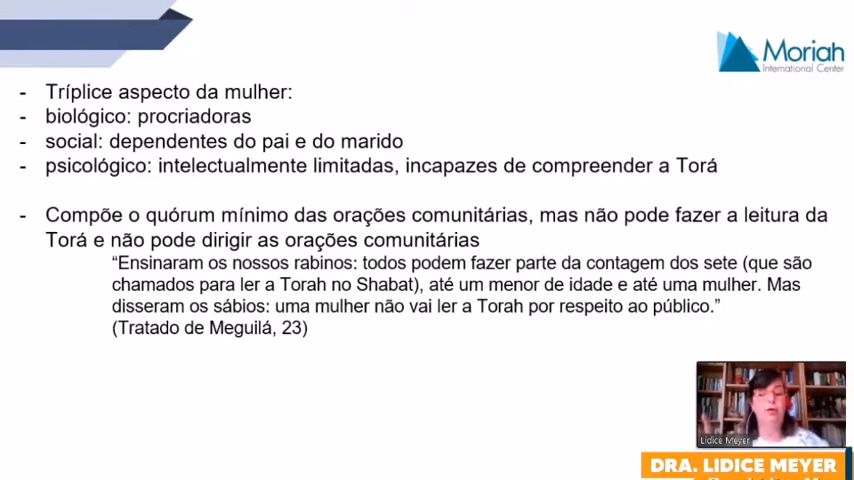 Moriah
International Center
- Tríplice aspecto da mulher:
- biológico: procriadoras
- social: dependentes do pai e do marido
- psicológico: intelectualmente limitadas, incapazes de compreender a Torá
- Compõe o quórum mínimo das orações comunitárias, mas não pode fazer a leitura da
Torá e não pode dirigir as orações comunitárias
“Ensinaram os nossos rabinos: todos podem fazer parte da contagem dos sete (que são
chamados para ler a Torah no Shabat), até um menor de idade e até uma mulher. Mas
disseram os sábios: uma mulher não vai ler a Torah por respeito ao público.”
(Tratado de Meguilá, 23)
Lidice Meyer
DRA. LIDICE MEYER